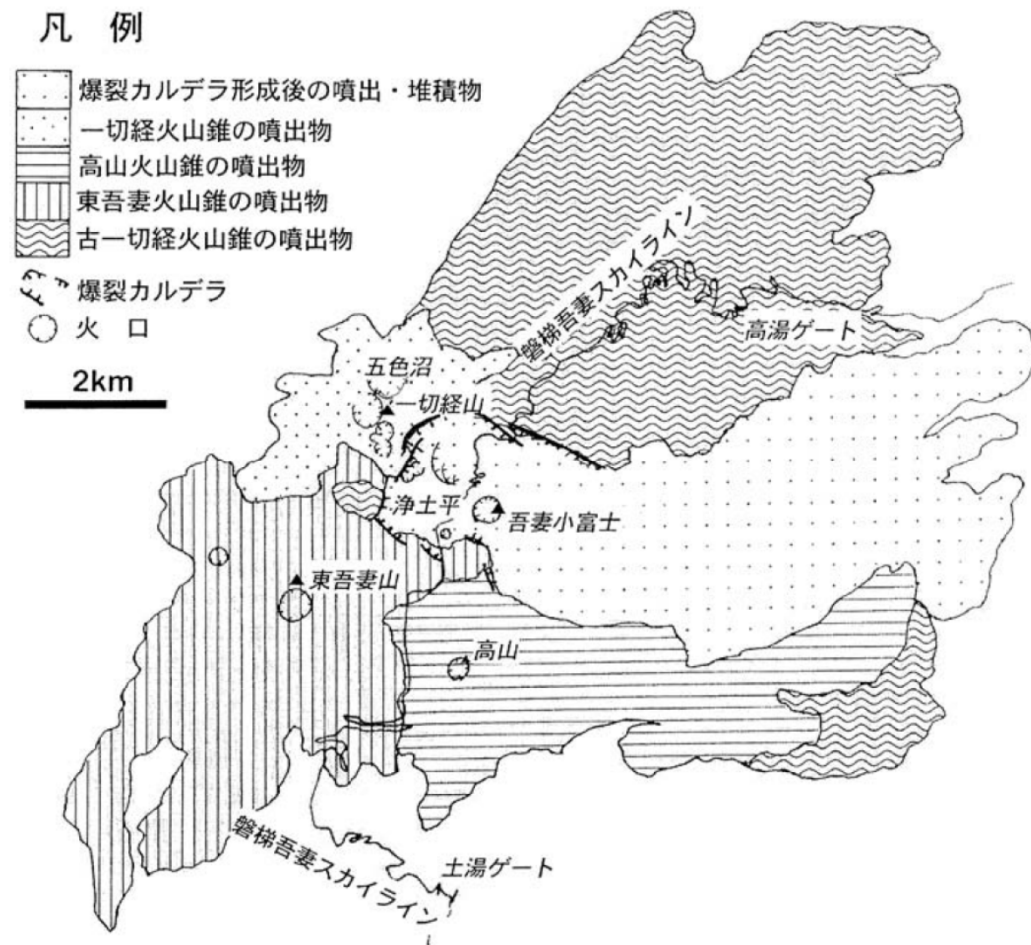 凡 例
爆裂カルデラ形成後の噴出・堆積物
一切経火山錐の噴出物
高山火山錐の噴出物
東吾妻火山錐の噴出物
古一切経火山錐の噴出物
爆裂カルデラ
火 口
2km
磐梯吾妻スカイライン
高湯ゲート
五色沼
一切経山
浄土平
吾妻小富士
東吾妻山
高山
磐梯吾妻スカイライン
土湯ゲート